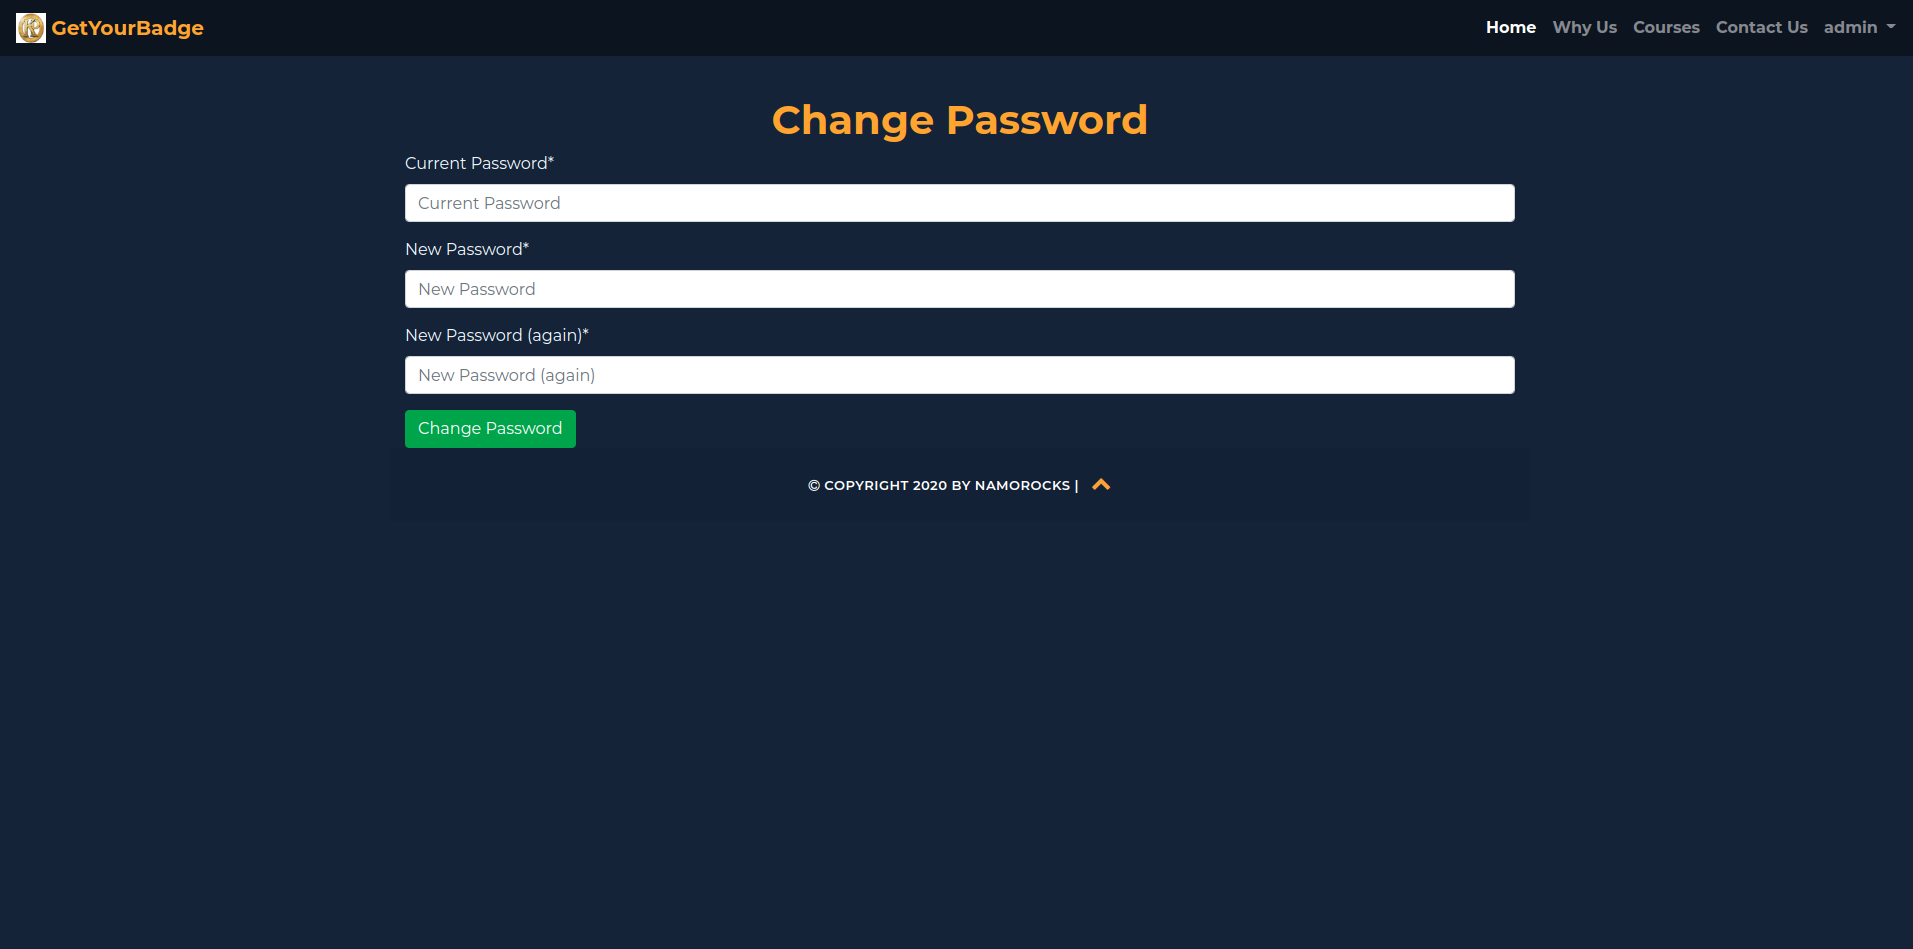 GetYourBadge
Home Why Us Courses Contact Us admin
Change Password
Current Password*
Current Password
New Password*
New Password
New Password (again)*
New Password (again)
Change Password
© COPYRIGHT 2020 BY NAMOROCKS |